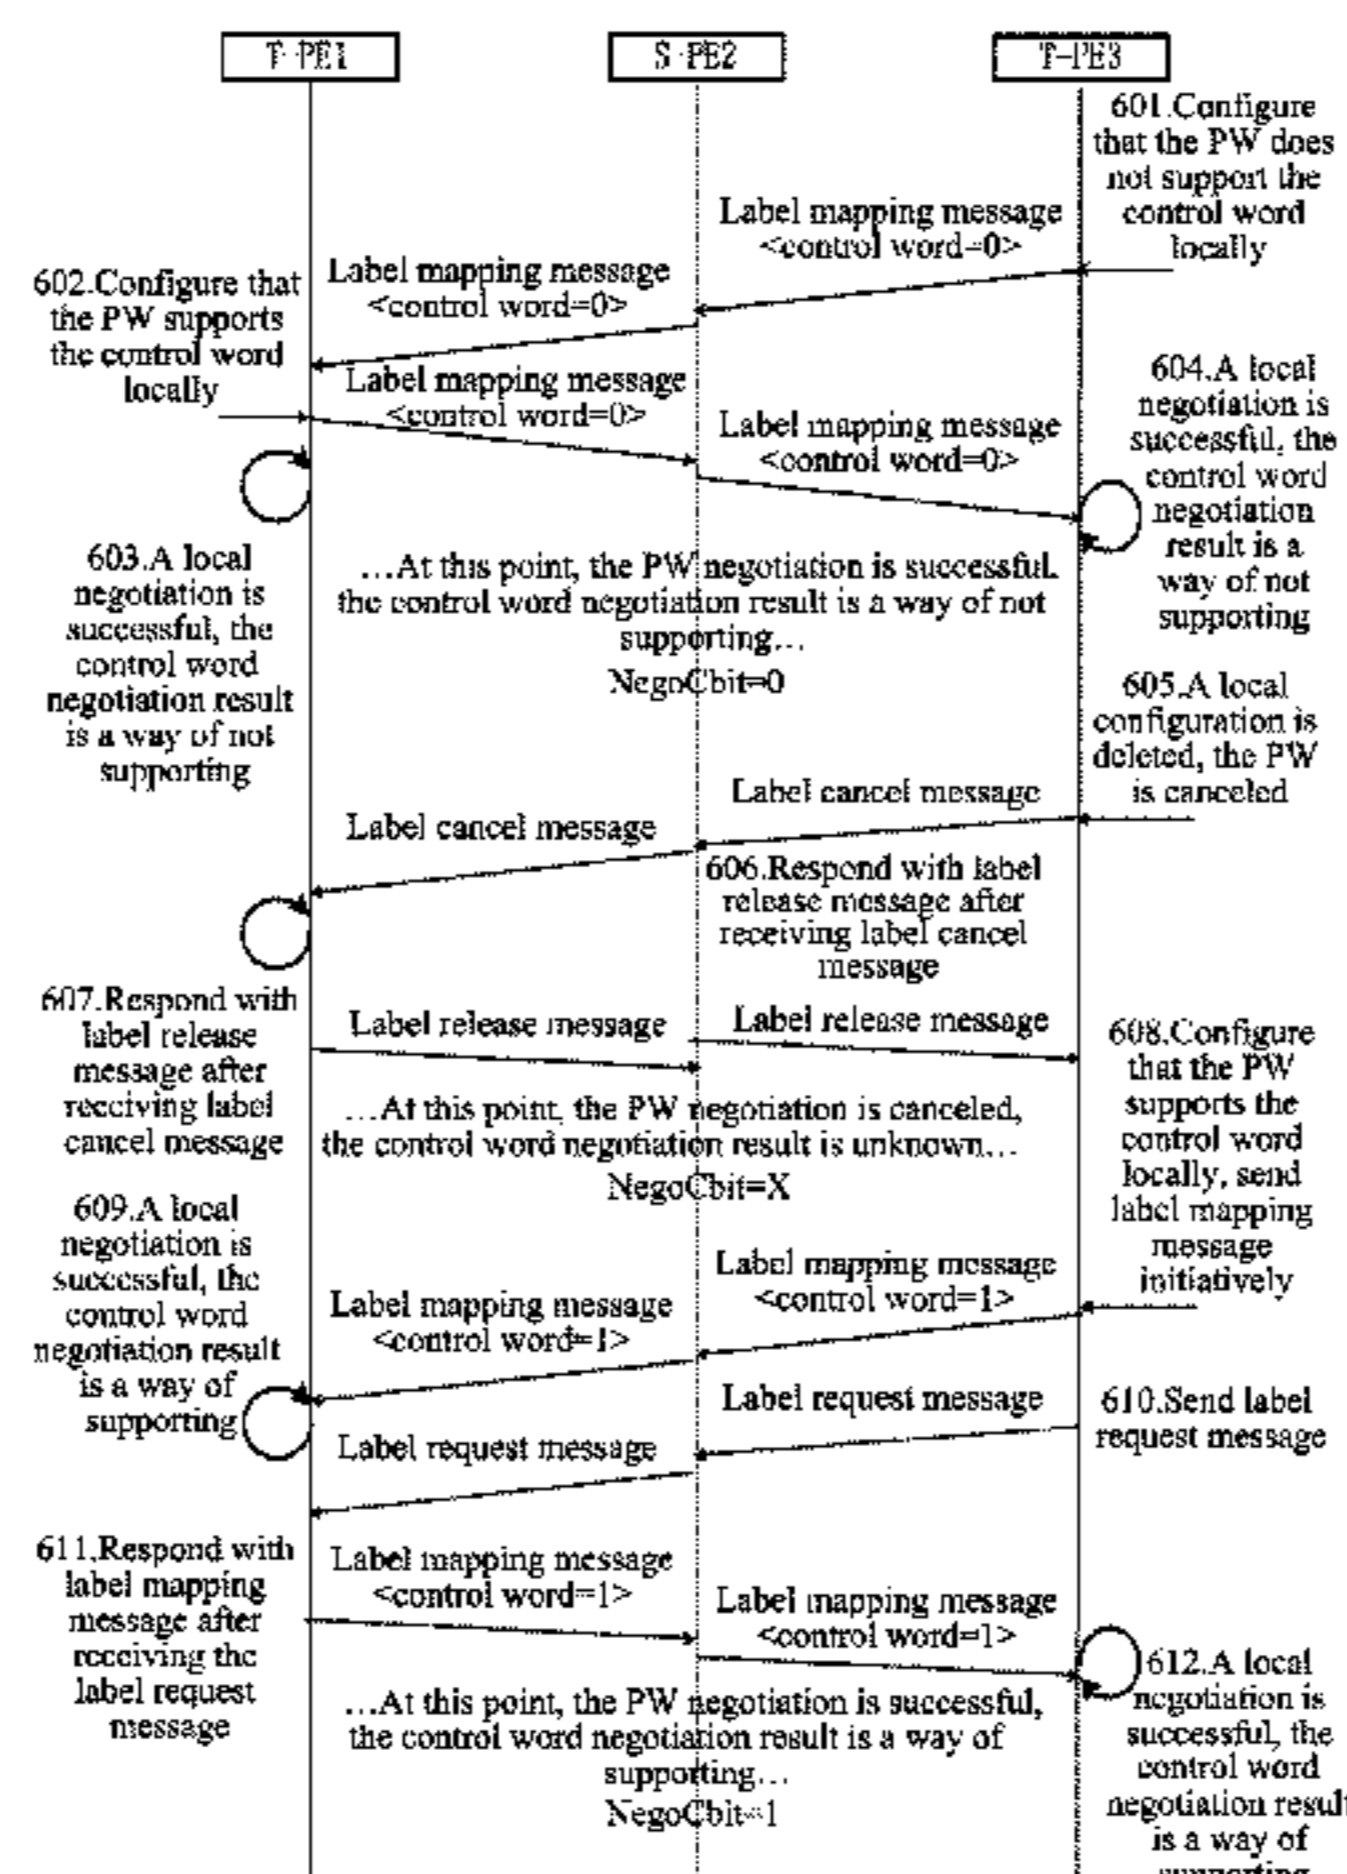 T-PE1
S-PE2
T-PE3
601.Configure
that the PW does
not support the
control word
locally
Label mapping message
<control word=0>
Label mapping message
<control word=0>
602.Configure that
the PW supports
the control word
locally
Label mapping message
<control word=0>
Label mapping message
<control word=0>
604.A local
negotiation is
successful, the
control word
negotiation
result is a
way of not
supporting
603.A local
negotiation is
successful, the
control word
negotiation result
is a way of not
supporting
...At this point, the PW negotiation is successful,
the control word negotiation result is a way of not
supporting...
NegoCbit=0
605.A local
configuration is
deleted, the PW
is canceled
Label cancel message
Label cancel message
606.Respond with label
release message after
receiving label cancel
message
607.Respond with
label release
message after
receiving label
cancel message
Label release message
Label release message
...At this point, the PW negotiation is canceled,
the control word negotiation result is unknown...
NegoCbit=X
608.Configure
that the PW
supports the
control word
locally, send
label mapping
message
initiatively
609.A local
negotiation is
successful, the
control word
negotiation result
is a way of
supporting
Label mapping message
<control word=1>
Label mapping message
<control word=1>
Label request message
610.Send label
request message
Label request message
611.Respond with
label mapping
message after
receiving the
label request
message
Label mapping message
<control word=1>
Label mapping message
<control word=1>
612.A local
negotiation is
successful, the
control word
negotiation result
is a way of
supporting
...At this point, the PW negotiation is successful,
the control word negotiation result is a way of
supporting...
NegoCbit=1